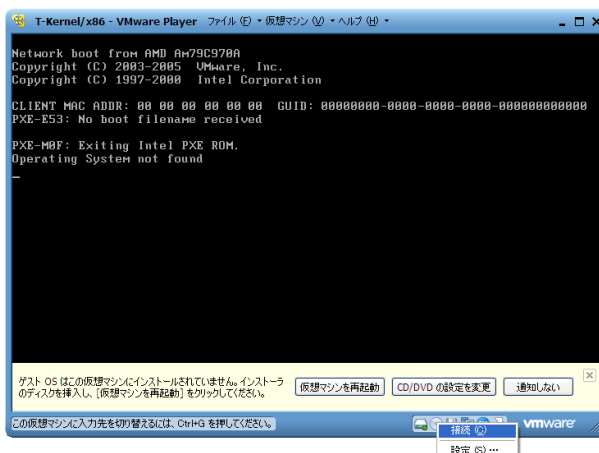 T-Kernel/x86 - VMware Player ファイル(F) 仮想マシン(V) ヘルプ(H)
Network boot from AMD Am79C970A
Copyright (C) 2003-2005 VMware, Inc.
Copyright (C) 1997-2000 Intel Corporation
CLIENT MAC ADDR: 00 00 00 00 00 00 GUID: 00000000-0000-0000-0000-000000000000
PXE-E53: No boot filename received
PXE-M0F: Exiting Intel PXE ROM.
Operating System not found
ゲスト OS はこの仮想マシンにインストールされていません。インストーラ
のディスクを挿入し、[仮想マシンを再起動] をクリックしてください。
仮想マシンを再起動 CD/DVD の設定を変更 通知しない
この仮想マシンに入力先を切り替えるには、Ctrl+G を押してください。
vmware
接続(C)
設定(S)...